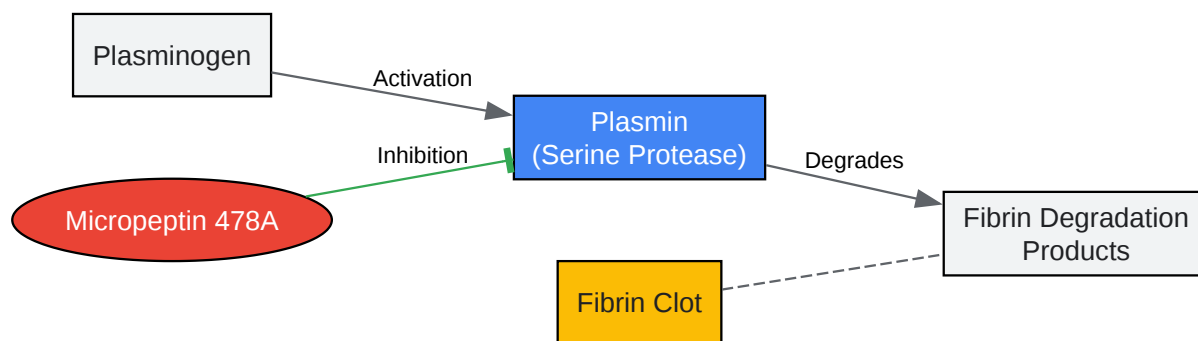 Plasminogen
Activation
Plasmin
(Serine Protease)
Inhibition
Degrades
Micropeptin 478A
Fibrin Degradation
Products
Fibrin Clot